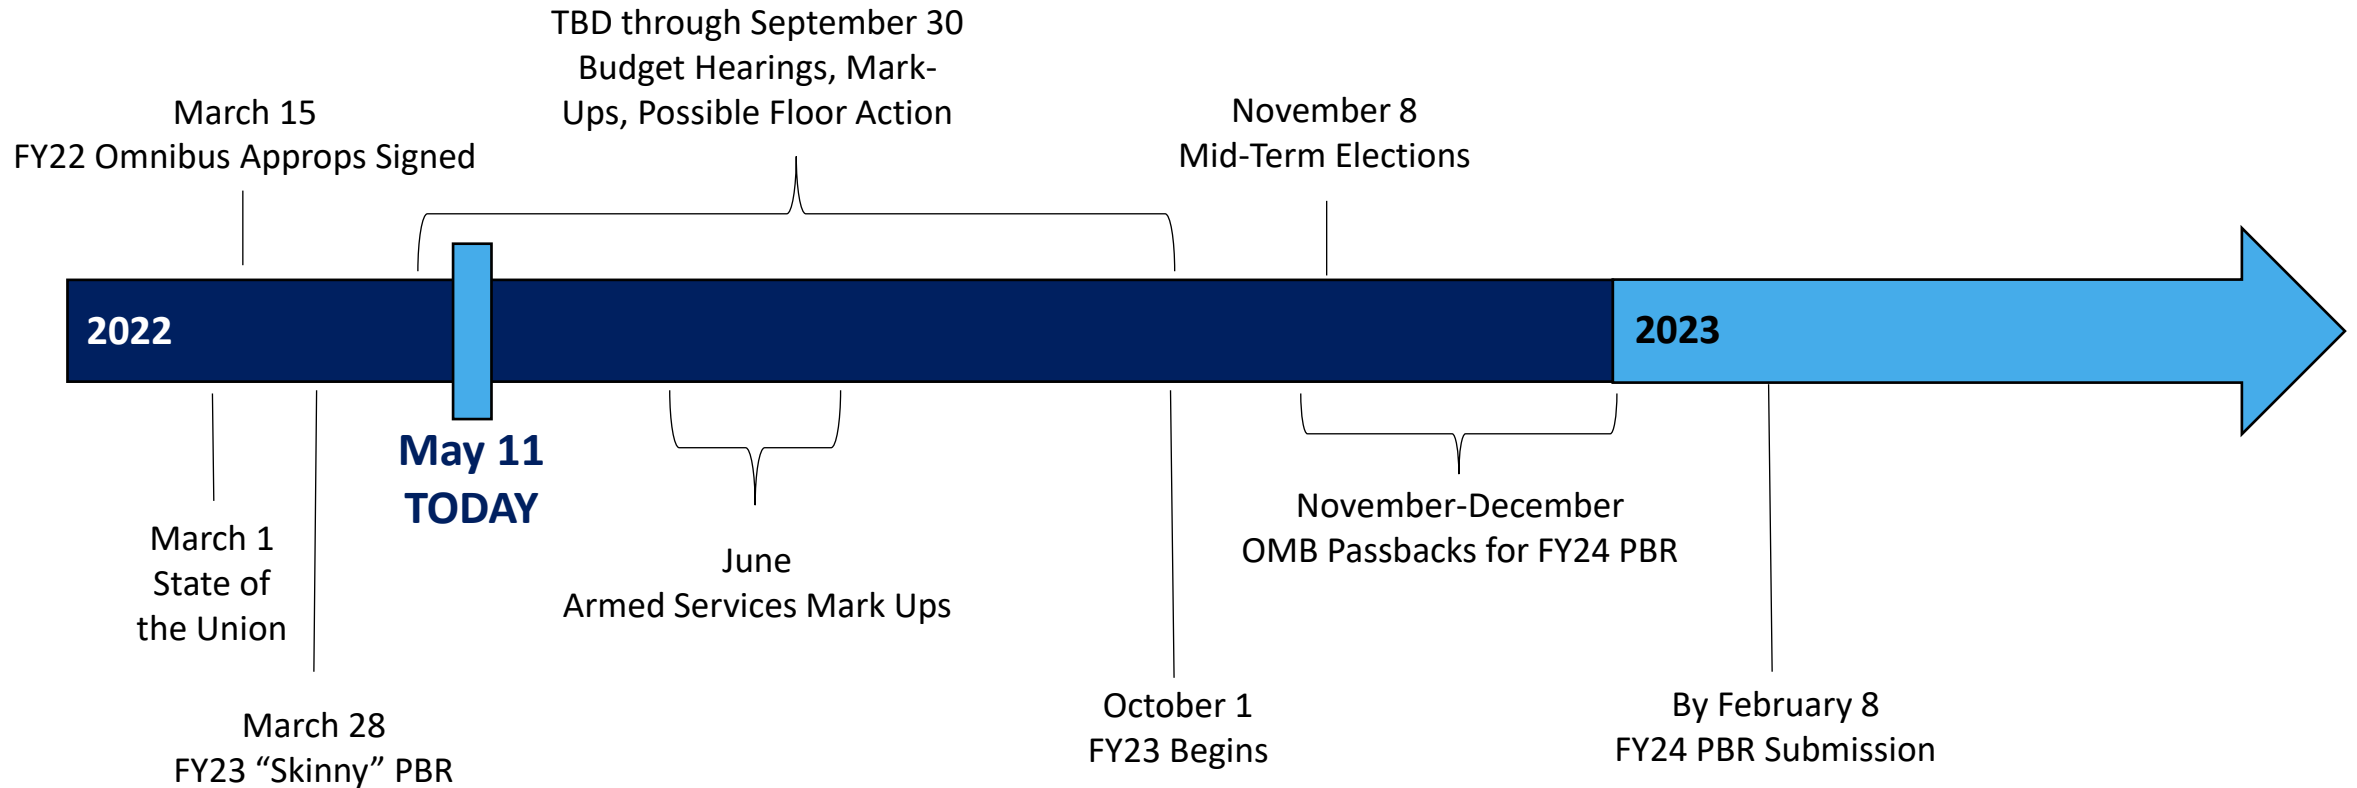 TBD through September 30
Budget Hearings, Mark-
Ups, Possible Floor Action
March 15
FY22 Omnibus Approps Signed
November 8
Mid-Term Elections
2022
2023
May 11
TODAY
March 1
State of
the Union
June
Armed Services Mark Ups
November-December
OMB Passbacks for FY24 PBR
March 28
FY23 “Skinny” PBR
October 1
FY23 Begins
By February 8
FY24 PBR Submission